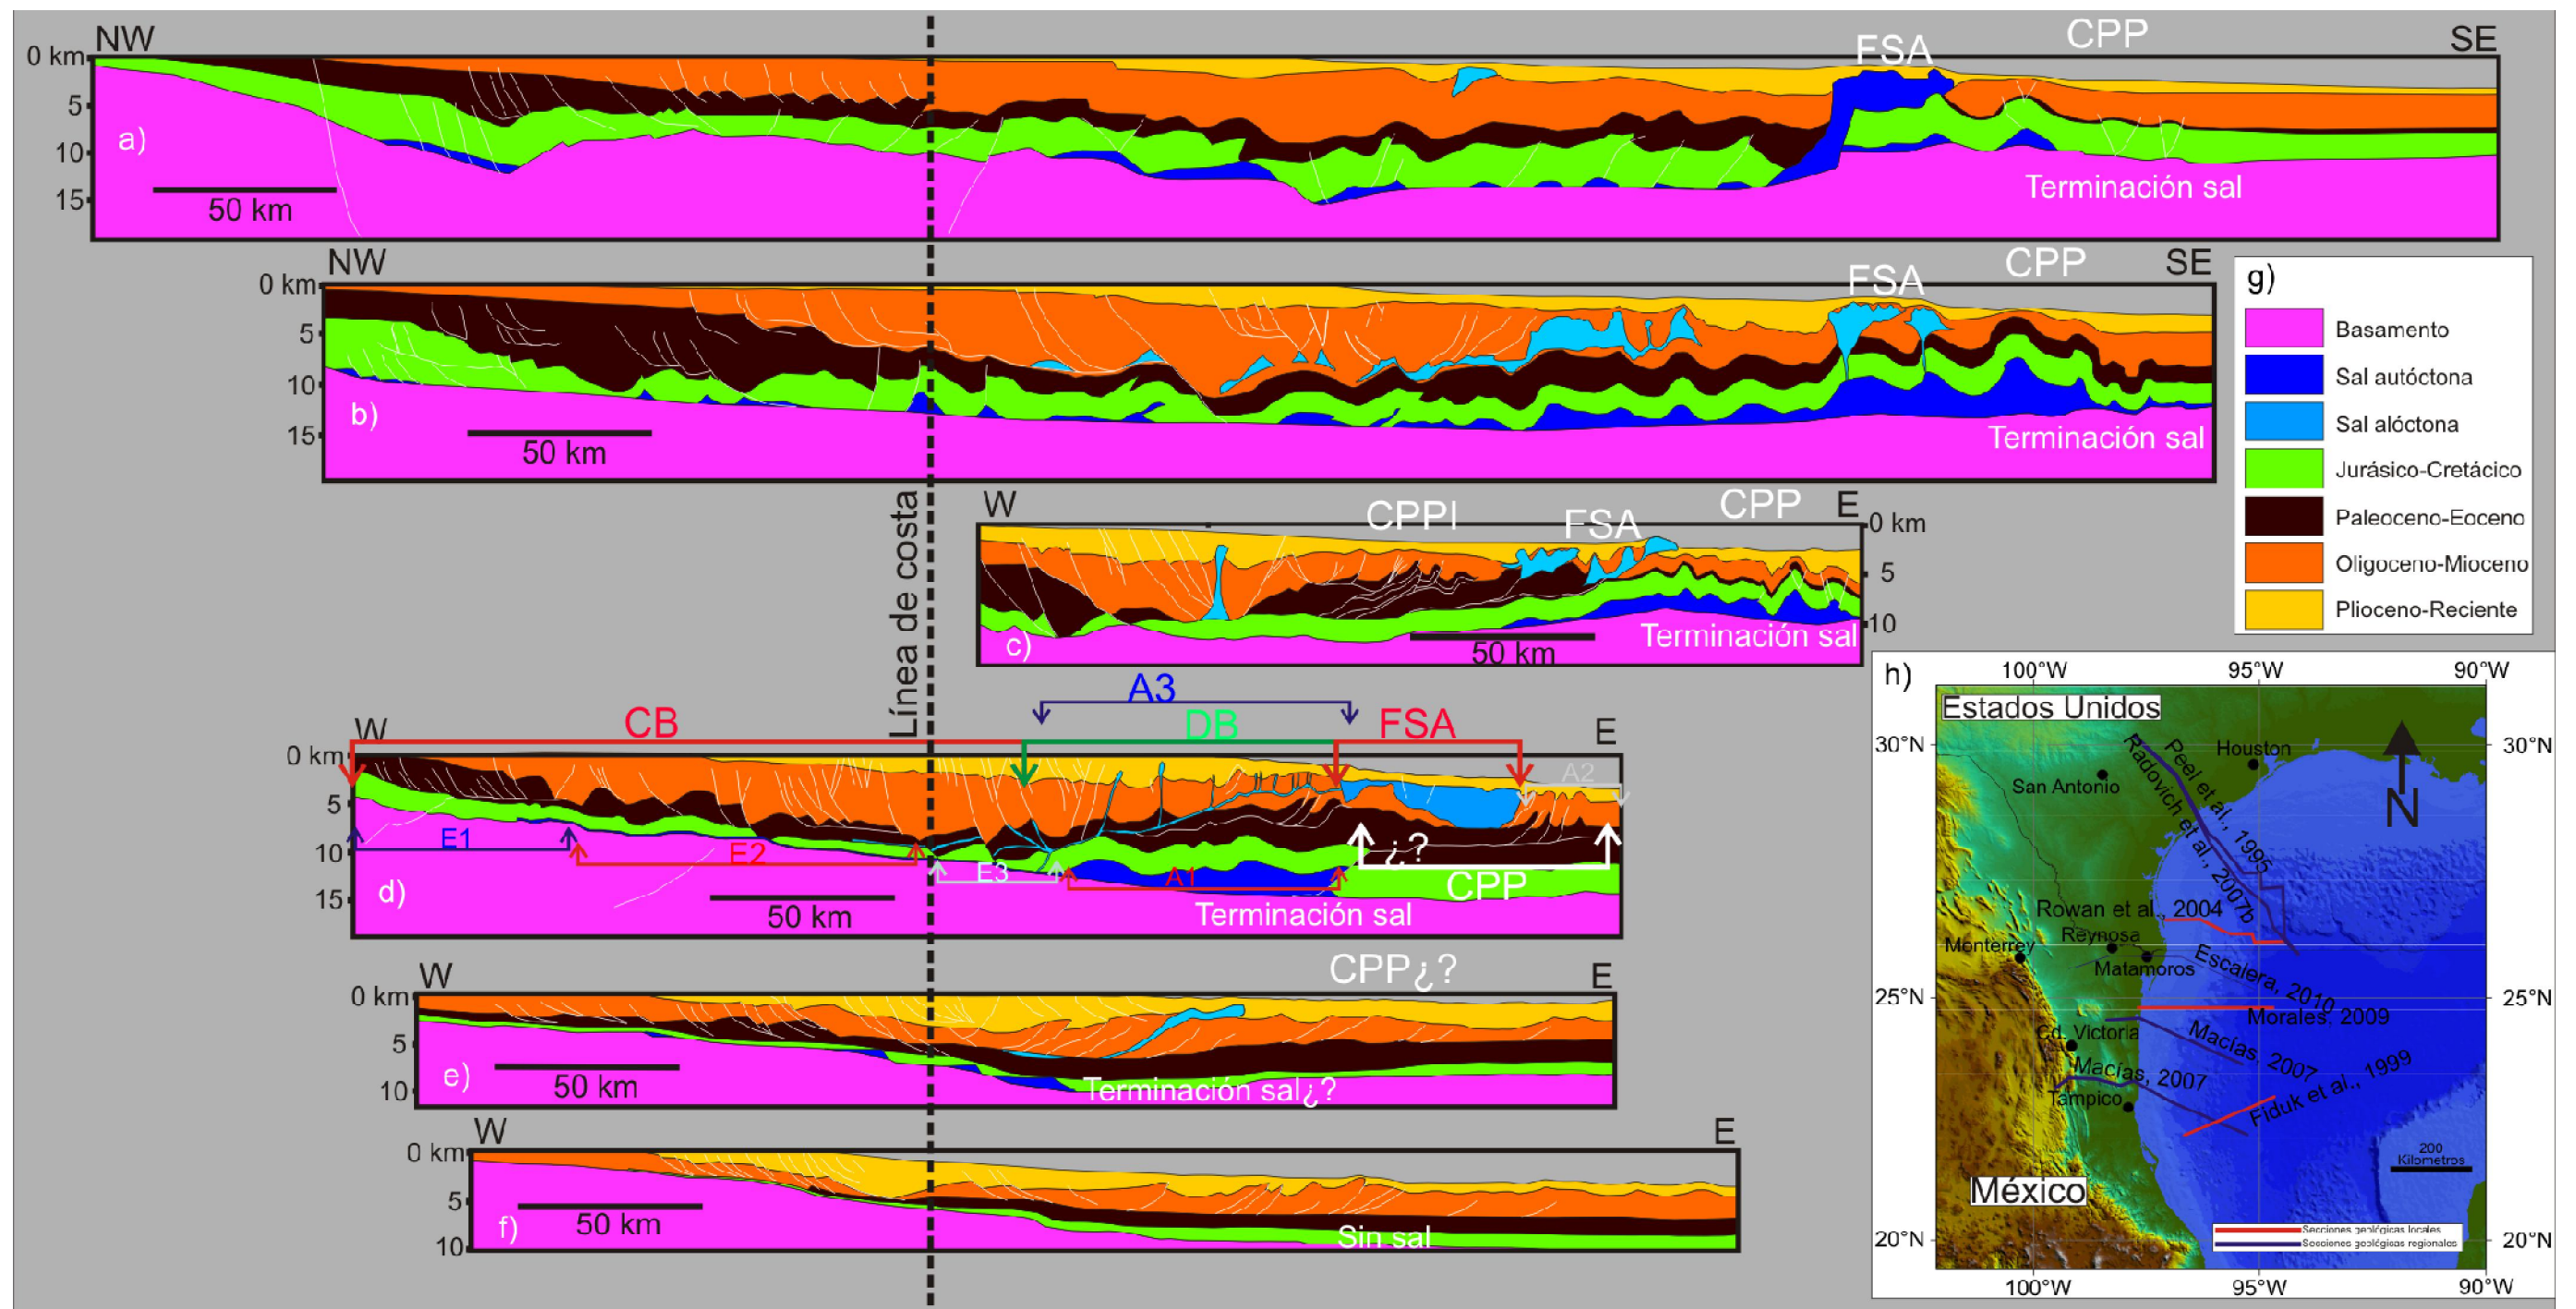 NW
FSA
CPP
SE
0 km
5
10
15
a)
50 km
Terminación sal
NW
FSA
CPP
SE
0 km
5
10
15
b)
50 km
Terminación sal
Línea de costa
W
CPPI
FSA
CPP
E
0 km
5
10
c)
50 km
Terminación sal
A3
W
CB
DB
FSA
E
0 km
5
10
15
A2
E1
E2
E3
A1
¿?
CPP
d)
50 km
Terminación sal
W
CPP¿?
E
0 km
5
10
e)
50 km
Terminación sal¿?
W
E
0 km
5
10
f)
50 km
Sin sal
g)
Basamento
Sal autóctona
Sal alóctona
Jurásico-Cretácico
Paleoceno-Eoceno
Oligoceno-Mioceno
Plioceno-Reciente
h)
100°W
95°W
90°W
Estados Unidos
30°N
30°N
Houston
San Antonio
N
Peel et al., 1995
Radovich et al., 2007b
Rowan et al., 2004
Reynosa
Monterrey
Matamoros
Escalera, 2010
25°N
25°N
Morales, 2009
Cd. Victoria
Macías, 2007
Macías, 2007
Tampico
Fiduk et al., 1999
200
Kilometros
México
Secciones geológicas locales
Secciones geológicas regionales
20°N
20°N
100°W
95°W
90°W